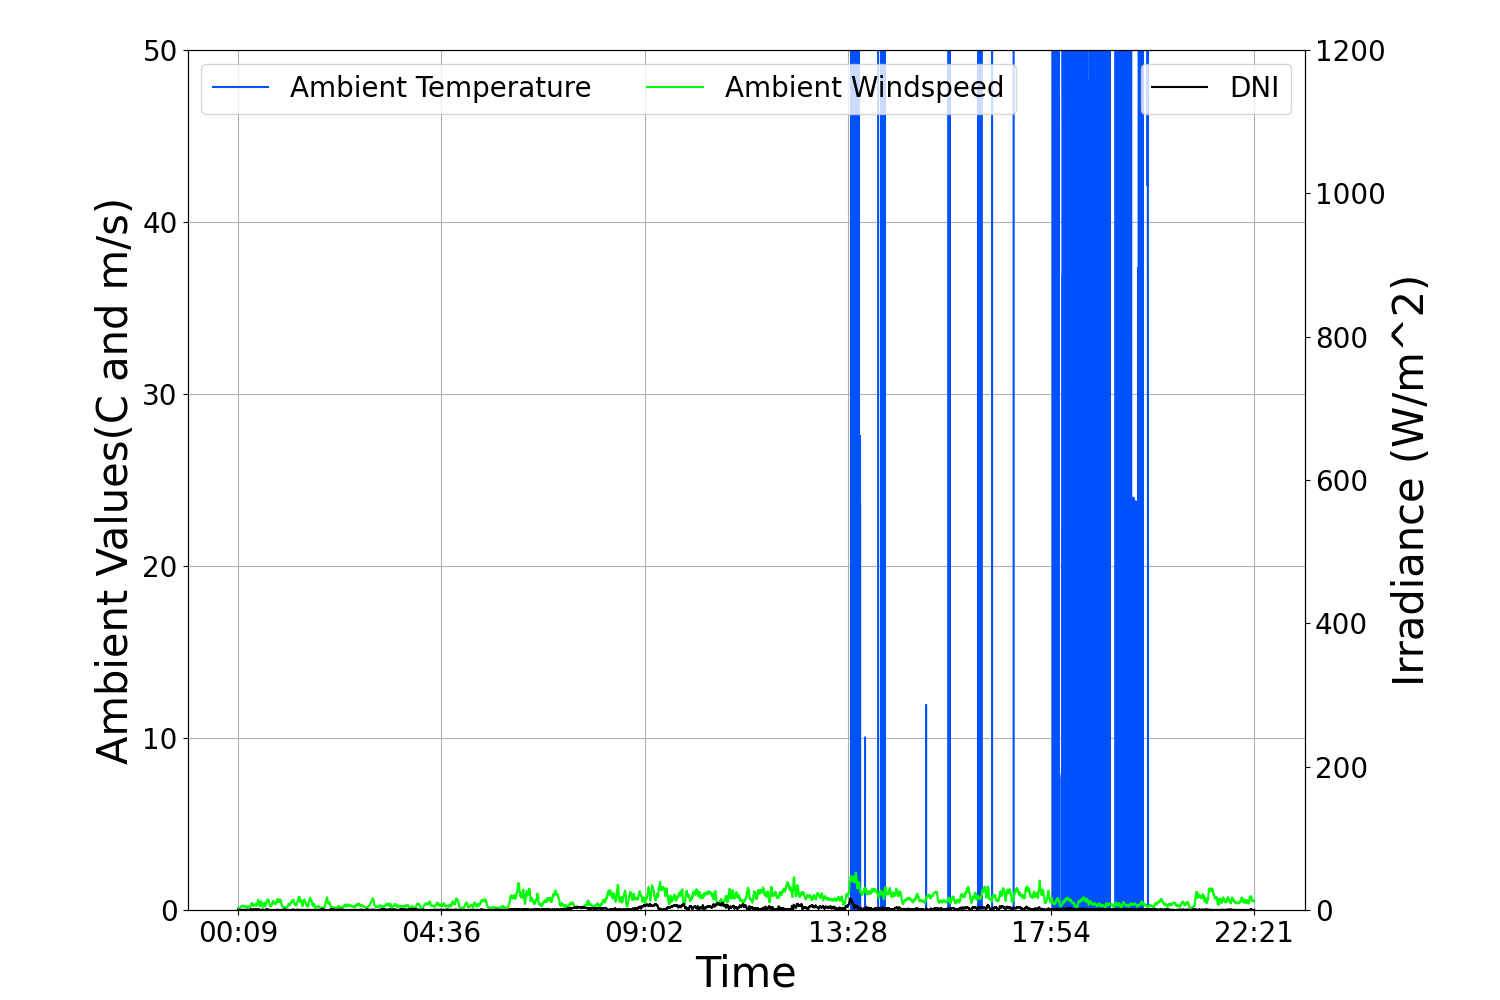 Ambient Temperature
Ambient Windspeed
DNI
50
40
30
20
10
0
Ambient Values(C and m/s)
1200
1000
800
600
400
200
0
Irradiance (W/m^2)
00:09 04:36 09:02 13:28 17:54 22:21
Time